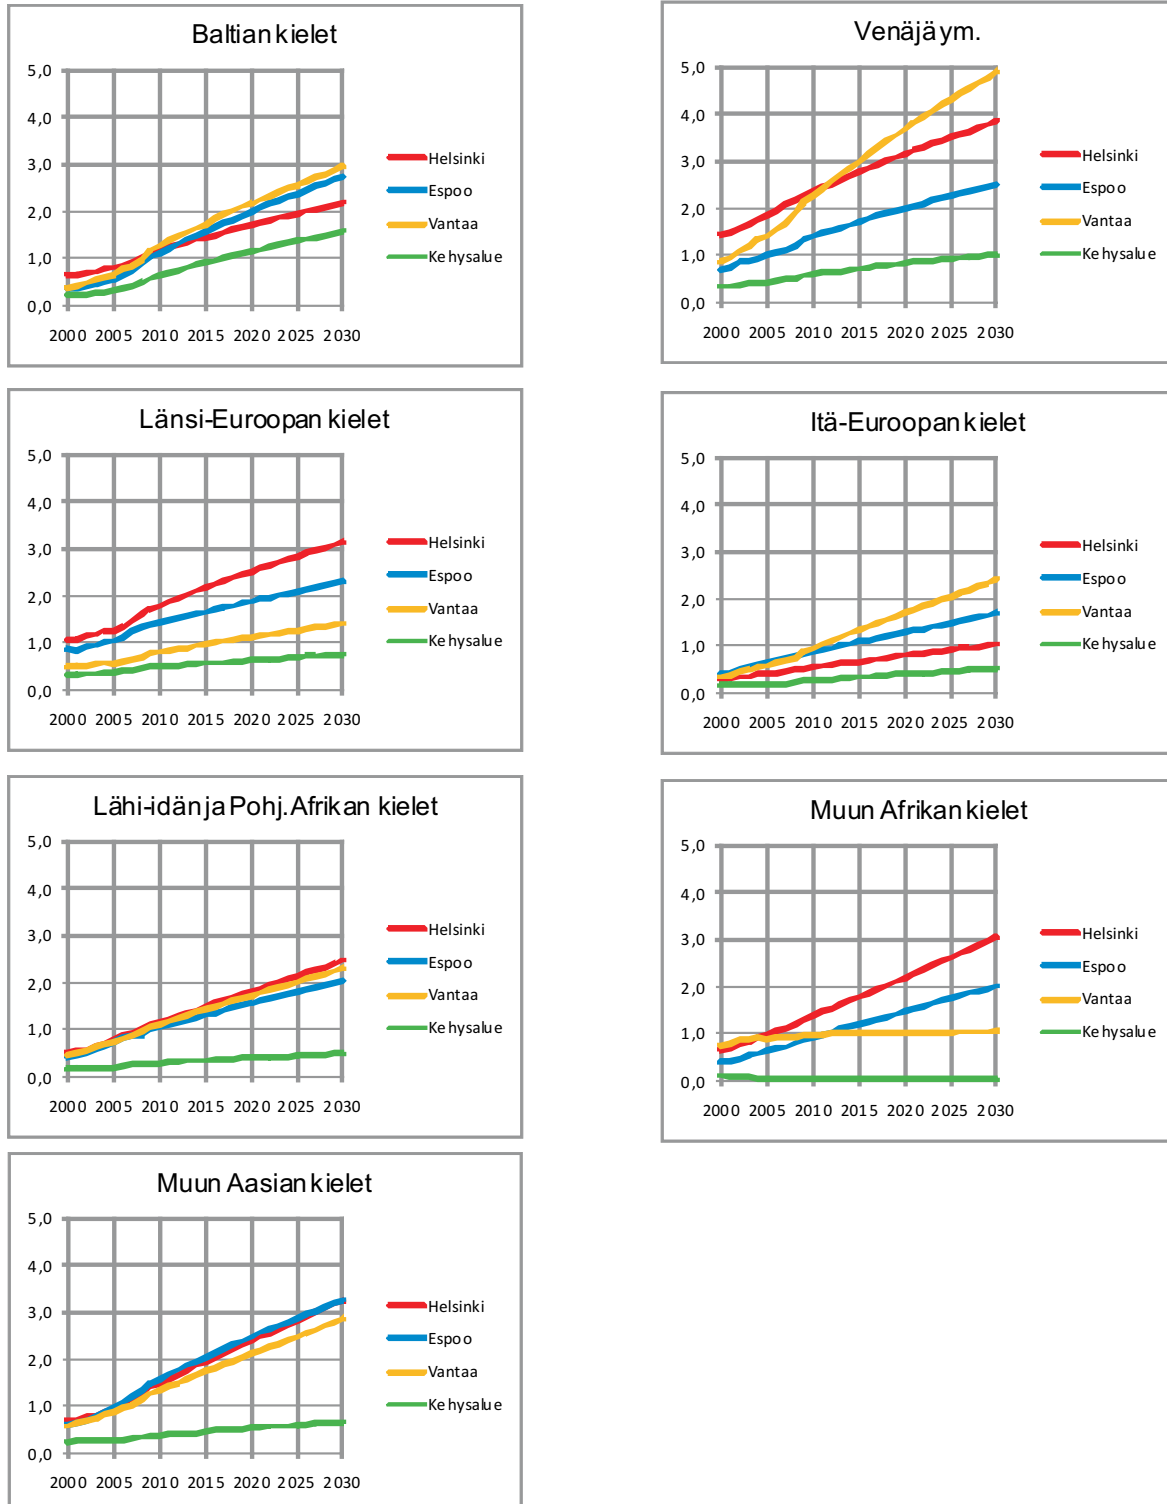 Baltian kielet
5,0
4,0
3,0
2,0
1,0
0,0
2000 2005 2010 2015 2020 2025 2030
Helsinki
Espoo
Vantaa
Kehysalue
Venäjä ym.
5,0
4,0
3,0
2,0
1,0
0,0
2000 2005 2010 2015 2020 2025 2030
Helsinki
Espoo
Vantaa
Kehysalue
Länsi-Euroopan kielet
5,0
4,0
3,0
2,0
1,0
0,0
2000 2005 2010 2015 2020 2025 2030
Helsinki
Espoo
Vantaa
Kehysalue
Itä-Euroopan kielet
5,0
4,0
3,0
2,0
1,0
0,0
2000 2005 2010 2015 2020 2025 2030
Helsinki
Espoo
Vantaa
Kehysalue
Lähi-idän ja Pohj. Afrikan kielet
5,0
4,0
3,0
2,0
1,0
0,0
2000 2005 2010 2015 2020 2025 2030
Helsinki
Espoo
Vantaa
Kehysalue
Muun Afrikan kielet
5,0
4,0
3,0
2,0
1,0
0,0
2000 2005 2010 2015 2020 2025 2030
Helsinki
Espoo
Vantaa
Kehysalue
Muun Aasian kielet
5,0
4,0
3,0
2,0
1,0
0,0
2000 2005 2010 2015 2020 2025 2030
Helsinki
Espoo
Vantaa
Kehysalue